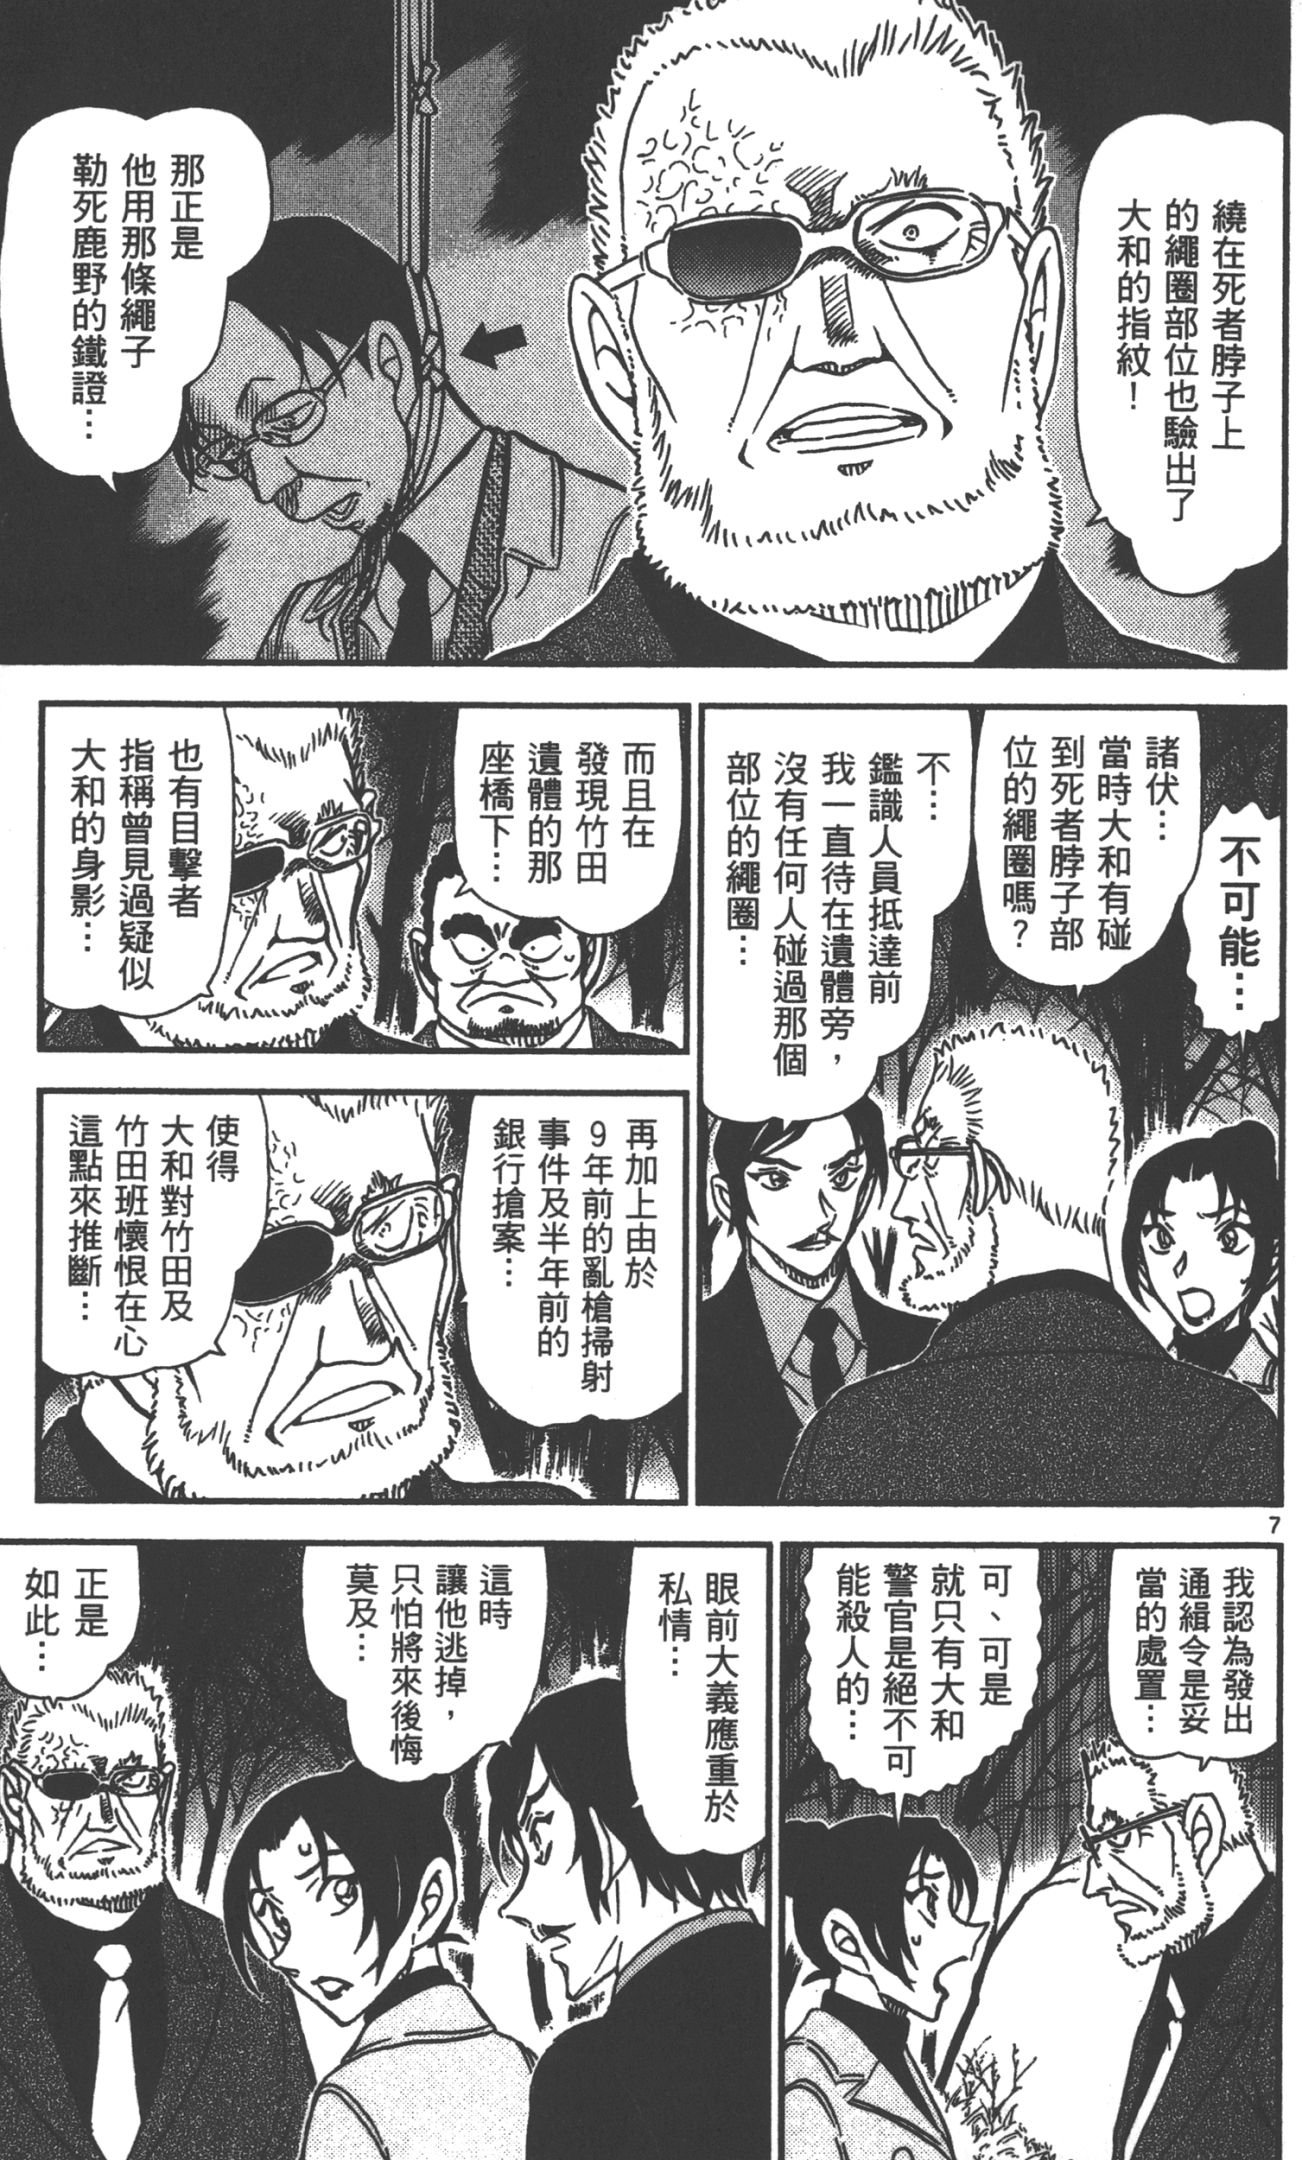 繞在死者脖子上
的繩圈部位也驗出了
大和的指紋！
那正是
他用那條繩子
勒死鹿野的鐵證…
不可能…
諸伏…
當時大和有碰
到死者脖子部
位的繩圈嗎？
不…
鑑識人員抵達前
我一直待在遺體旁，
沒有任何人碰過那個
部位的繩圈…
而且在
發現竹田
遺體的那
座橋下…
也有目擊者
指稱曾見過疑似
大和的身影…
再加上由於
9年前的亂槍掃射
事件及半年前的
銀行搶案…
使得
大和對竹田及
竹田班懷恨在心
這點來推斷…
7
我認為發出
通緝令是妥
當的處置…
可、可是
就只有大和
警官是絕不可
能殺人的…
眼前大義應重於
私情…
這時
讓他逃掉，
只怕將來後悔
莫及…
正是
如此…